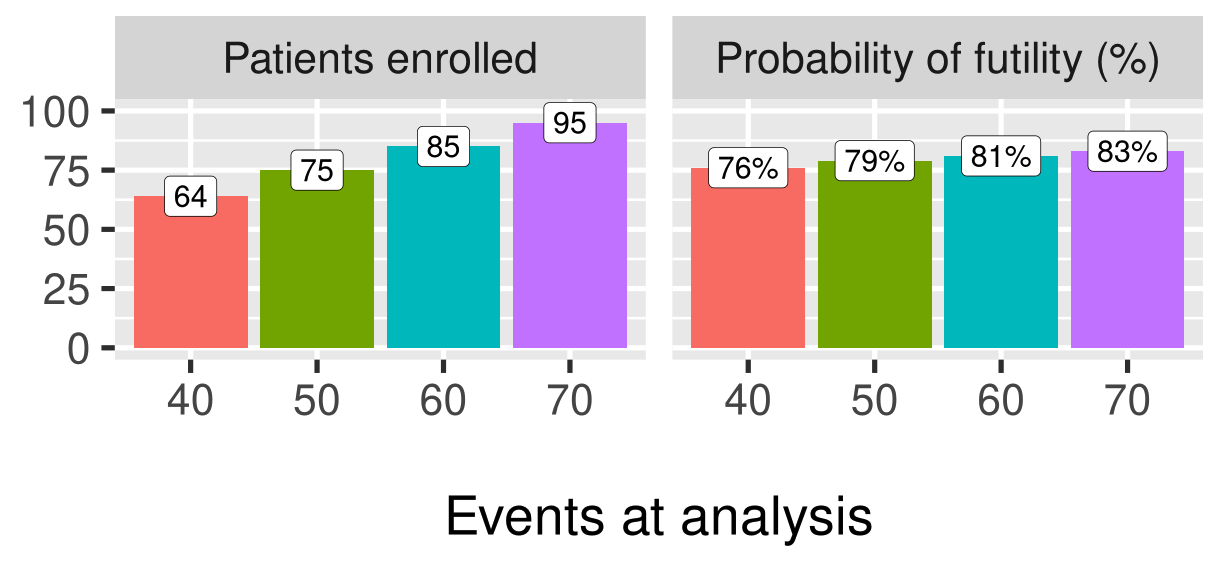 Patients enrolled
Probability of futility (%)
100
75
50
25
0
64
75
85
95
76%
79%
81%
83%
40 50 60 70
40 50 60 70
Events at analysis